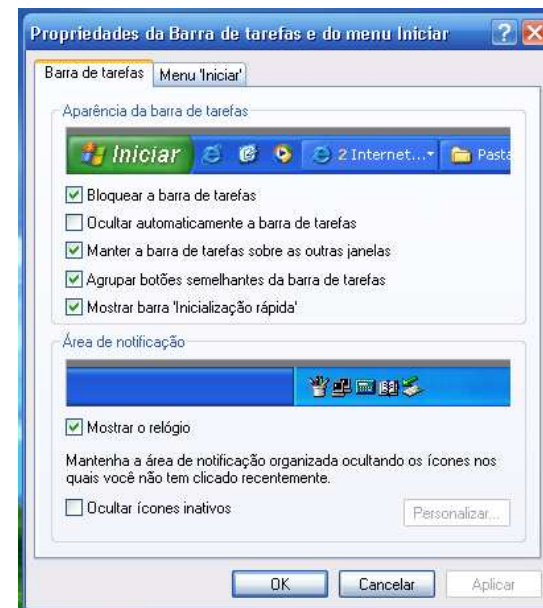 Propriedades da Barra de tarefas e do menu Iniciar
Barra de tarefas
Menu 'Iniciar'
Aparência da barra de tarefas
Iniciar
2 Internet...
Pasta
Bloquear a barra de tarefas
Ocultar automaticamente a barra de tarefas
Manter a barra de tarefas sobre as outras janelas
Agrupar botões semelhantes da barra de tarefas
Mostrar barra 'Inicialização rápida'
Área de notificação
Mostrar o relógio
Mantenha a área de notificação organizada ocultando os ícones nos
quais você não tem clicado recentemente.
Ocultar ícones inativos
Personalizar...
OK
Cancelar
Aplicar